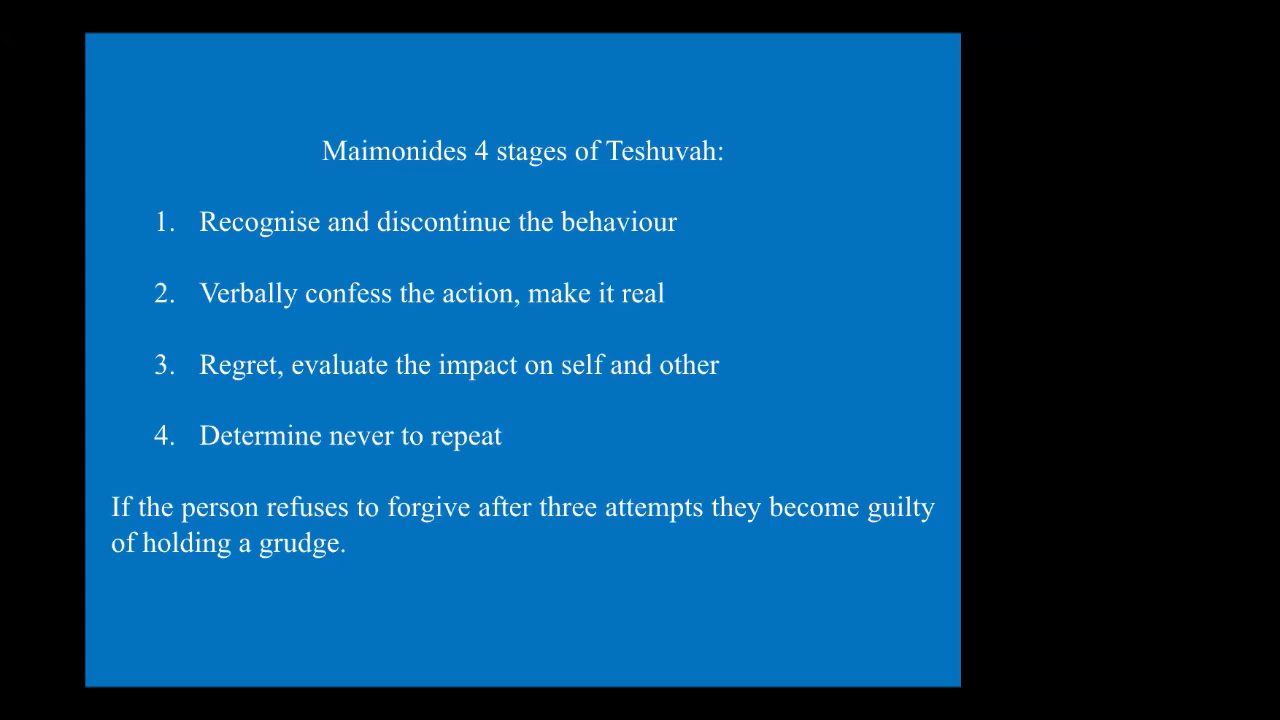 Maimonides 4 stages of Teshuvah:
1. Recognise and discontinue the behaviour
2. Verbally confess the action, make it real
3. Regret, evaluate the impact on self and other
4. Determine never to repeat
If the person refuses to forgive after three attempts they become guilty
of holding a grudge.